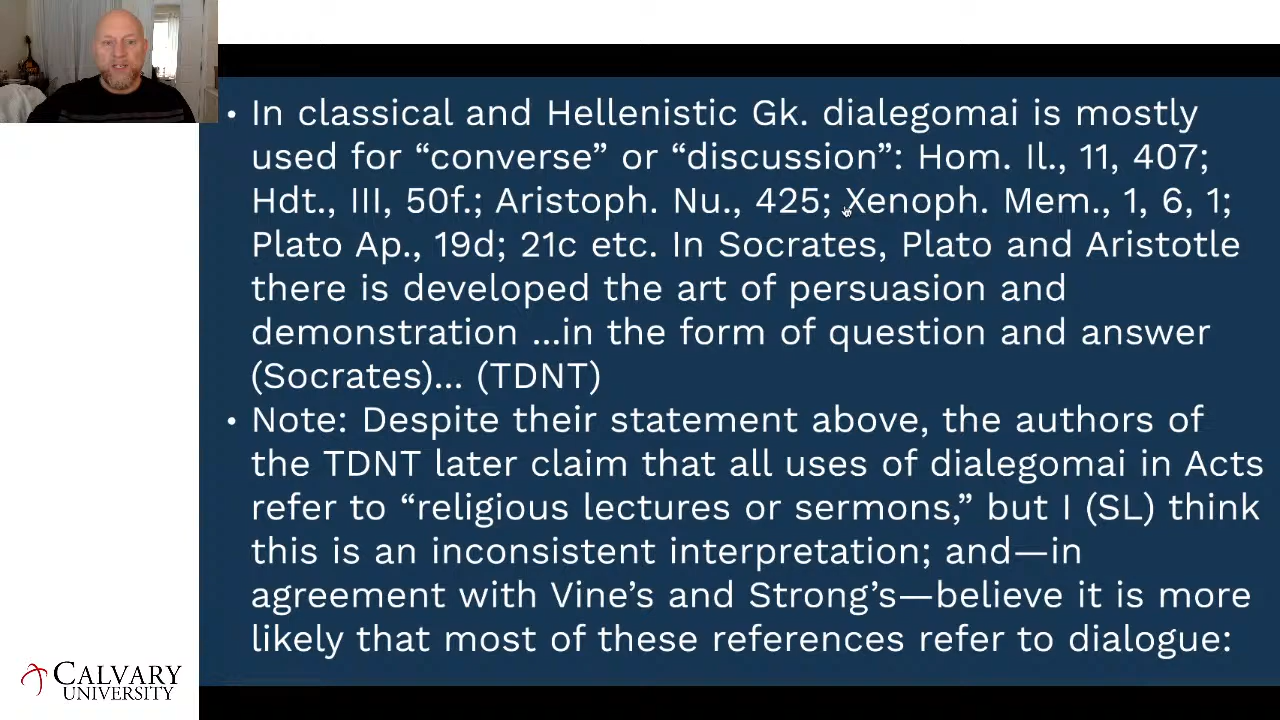 • In classical and Hellenistic Gk. dialegomai is mostly
used for “converse” or “discussion”: Hom. Il., 11, 407;
Hdt., III, 50f.; Aristoph. Nu., 425; Xenoph. Mem., 1, 6, 1;
Plato Ap., 19d; 21c etc. In Socrates, Plato and Aristotle
there is developed the art of persuasion and
demonstration ...in the form of question and answer
(Socrates)... (TDNT)
• Note: Despite their statement above, the authors of
the TDNT later claim that all uses of dialegomai in Acts
refer to “religious lectures or sermons,” but I (SL) think
this is an inconsistent interpretation; and—in
agreement with Vine’s and Strong’s—believe it is more
likely that most of these references refer to dialogue:
CALVARY
UNIVERSITY